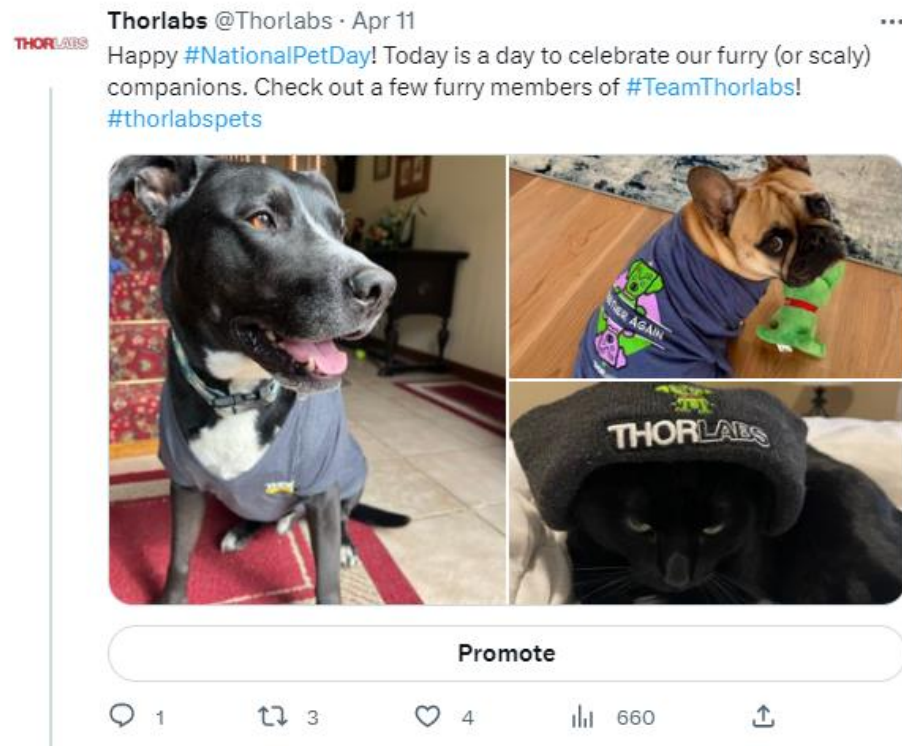 Thorlabs @Thorlabs · Apr 11
THORLABS
Happy #NationalPetDay! Today is a day to celebrate our furry (or scaly)
companions. Check out a few furry members of #TeamThorlabs!
#thorlabspets
AGAIN
THORLABS
Promote
1 3 4 660